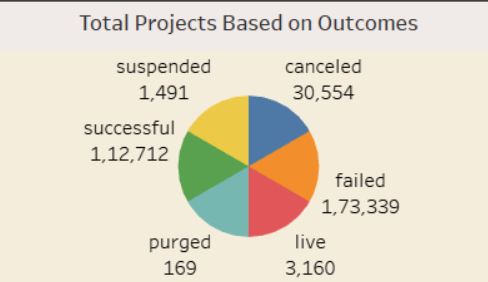 Total Projects Based on Outcomes
suspended
1,491
canceled
30,554
successful
1,12,712
failed
1,73,339
purged
169
live
3,160